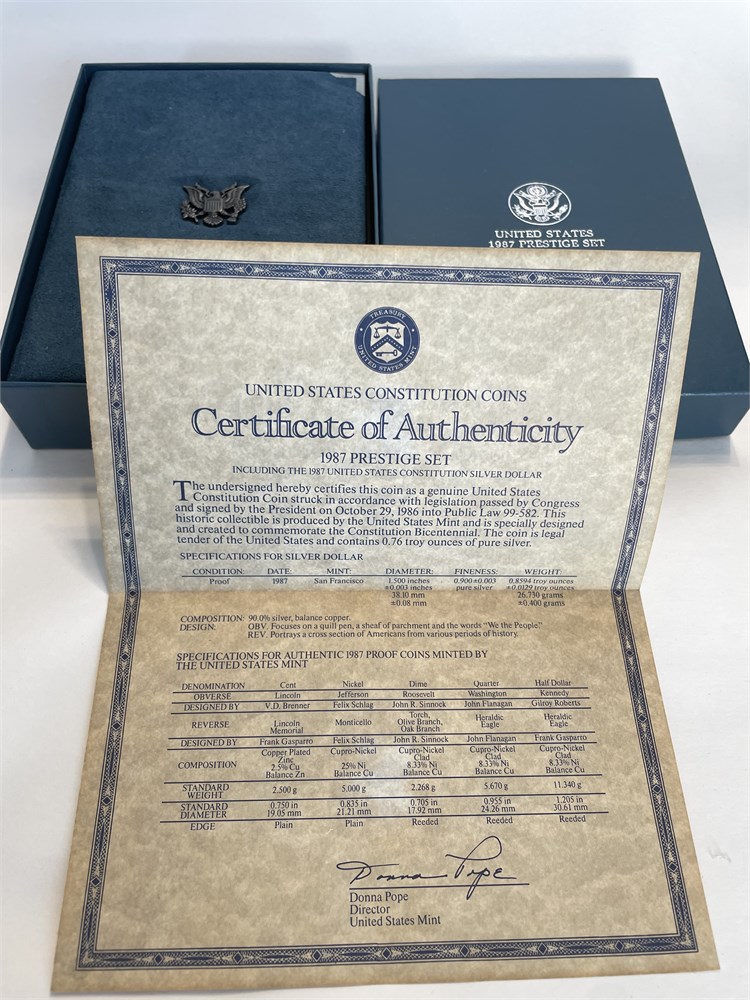 UNITED STATES
1987 PRESTIGE SET
TREASURY
UNITED STATES MINT
UNITED STATES CONSTITUTION COINS
Certificate of Authenticity
1987 PRESTIGE SET
INCLUDING THE 1987 UNITED STATES CONSTITUTION SILVER DOLLAR
The undersigned hereby certifies this coin as a genuine United States
Constitution Coin struck in accordance with legislation passed by Congress
and signed by the President on October 29, 1986 into Public Law 99-582. This
historic collectible is produced by the United States Mint and is specially designed
and created to commemorate the Constitution Bicentennial. The coin is legal
tender of the United States and contains 0.76 troy ounces of pure silver.
SPECIFICATIONS FOR SILVER DOLLAR
CONDITION: DATE: MINT: DIAMETER: FINENESS: WEIGHT:
Proof 1987 San Francisco 1.500 inches 0.900±0.003 0.8594 troy ounces
±0.003 inches pure silver ±0.0129 troy ounces
38.10 mm 26.730 grams
±0.08 mm ±0.400 grams
COMPOSITION: 90.0% silver, balance copper.
DESIGN: OBV. Focuses on a quill pen, a sheaf of parchment and the words "We the People."
REV. Portrays a cross section of Americans from various periods of history.
SPECIFICATIONS FOR AUTHENTIC 1987 PROOF COINS MINTED BY
THE UNITED STATES MINT
DENOMINATION Cent Nickel Dime Quarter Half Dollar
OBVERSE Lincoln Jefferson Roosevelt Washington Kennedy
DESIGNED BY V.D. Brenner Felix Schlag John R. Sinnock John Flanagan Gilroy Roberts
REVERSE Lincoln Memorial Monticello Torch, Olive Branch, Oak Branch Heraldic Eagle Heraldic Eagle
DESIGNED BY Frank Gasparro Felix Schlag John R. Sinnock John Flanagan Frank Gasparro
COMPOSITION Copper Plated Zinc 2.5% Cu Balance Zn Cupro-Nickel 25% Ni Balance Cu Cupro-Nickel Clad 8.33% Ni Balance Cu Cupro-Nickel Clad 8.33% Ni Balance Cu Cupro-Nickel Clad 8.33% Ni Balance Cu
STANDARD WEIGHT 2.500 g 5.000 g 2.268 g 5.670 g 11.340 g
STANDARD DIAMETER 0.750 in 19.05 mm 0.835 in 21.21 mm 0.705 in 17.92 mm 0.955 in 24.26 mm 1.205 in 30.61 mm
EDGE Plain Plain Reeded Reeded Reeded
Donna Pope
Donna Pope
Director
United States Mint